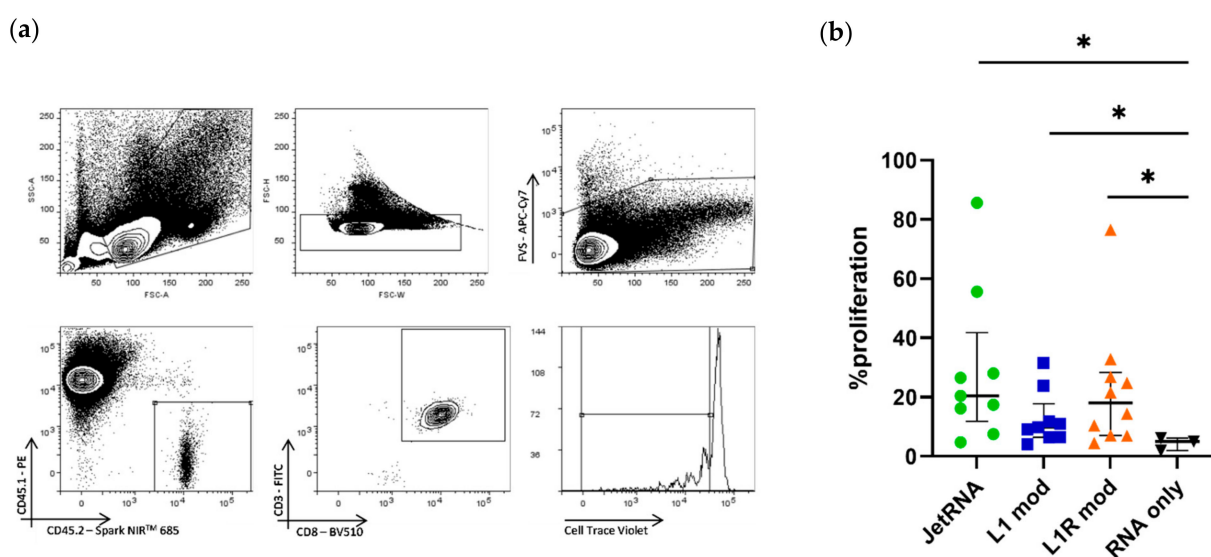 (a)
(b)
250
200
150
100
50
SSC-A
50 100 150 200 250
FSC-A
250
200
150
100
50
FSC-H
50 100 150 200 250
FSC-W
10^5
10^4
10^3
0
FVS - APC-Cy7
50 100 150 200 250
10^5
10^4
10^3
0
CD45.1 - PE
0 10^3 10^4 10^5
CD45.2 – Spark NIR™ 685
10^5
10^4
10^3
0
CD3 - FITC
0 10^3 10^4 10^5
CD8 – BV510
144
108
72
36
0 10^3 10^4 10^5
Cell Trace Violet
*
*
*
100
80
60
40
20
0
%proliferation
JetRNA
L1 mod
L1R mod
RNA only